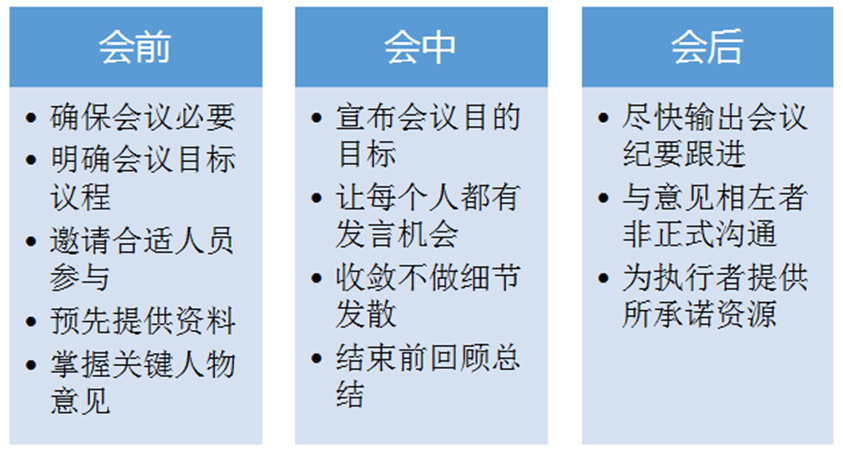 会前
• 确保会议必要
• 明确会议目标
议程
• 邀请合适人员
参与
• 预先提供资料
• 掌握关键人物
意见
会中
• 宣布会议目的
目标
• 让每个人都有
发言机会
• 收敛不做细节
发散
• 结束前回顾总
结
会后
• 尽快输出会议
纪要跟进
• 与意见相左者
非正式沟通
• 为执行者提供
所承诺资源